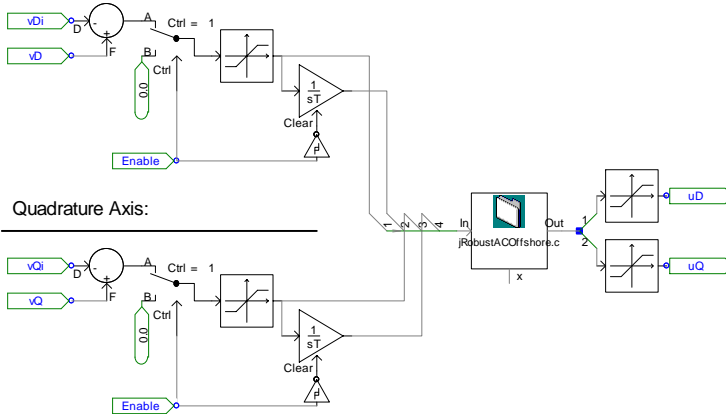 vDi
D
-
+
F
vD
A
B
Ctrl
Ctrl = 1
0.0
1
sT
Clear
Enable
Quadrature Axis:
vQi
D
-
+
F
vQ
A
B
Ctrl
Ctrl = 1
0.0
1
sT
Clear
Enable
1
2
3
4
In
Out
jRobustACOffshore.c
x
1
2
uD
uQ